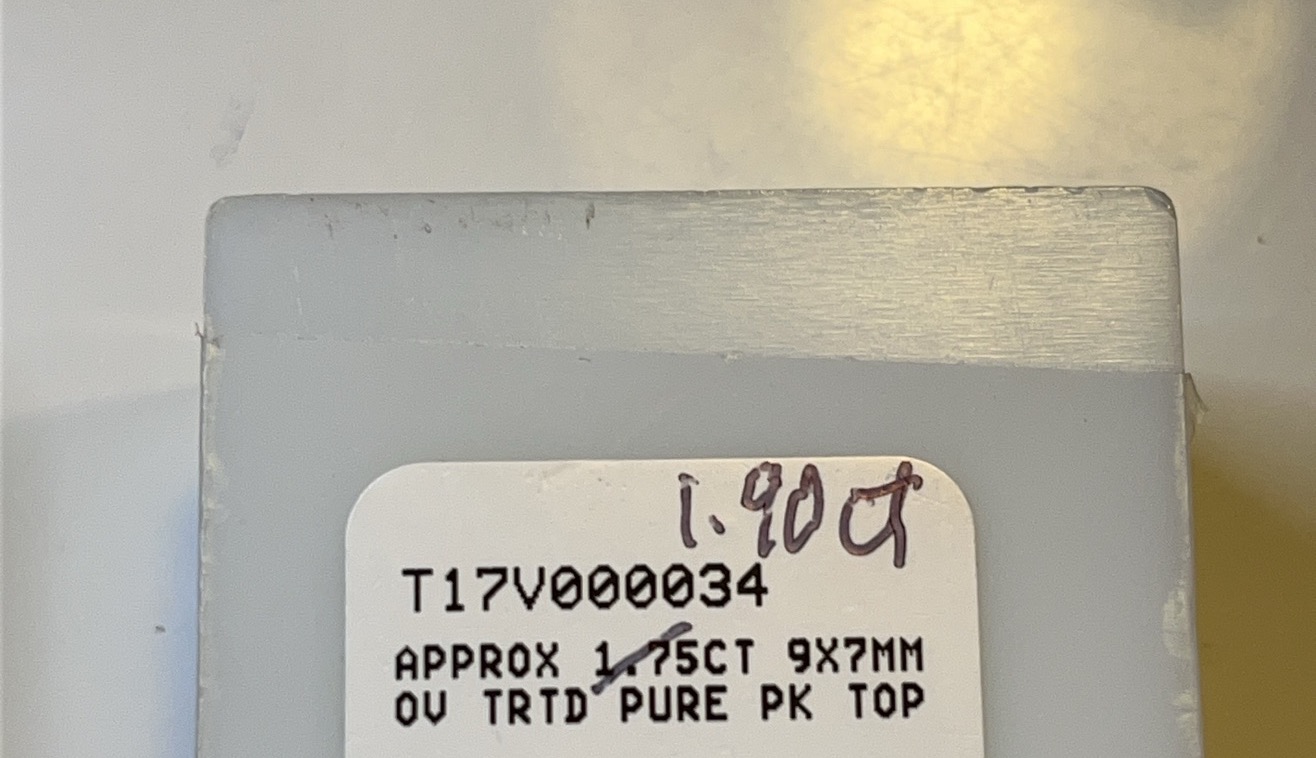 1.90ct
T17V000034
APPROX 1.75CT 9X7MM
OV TRTD PURE PK TOP